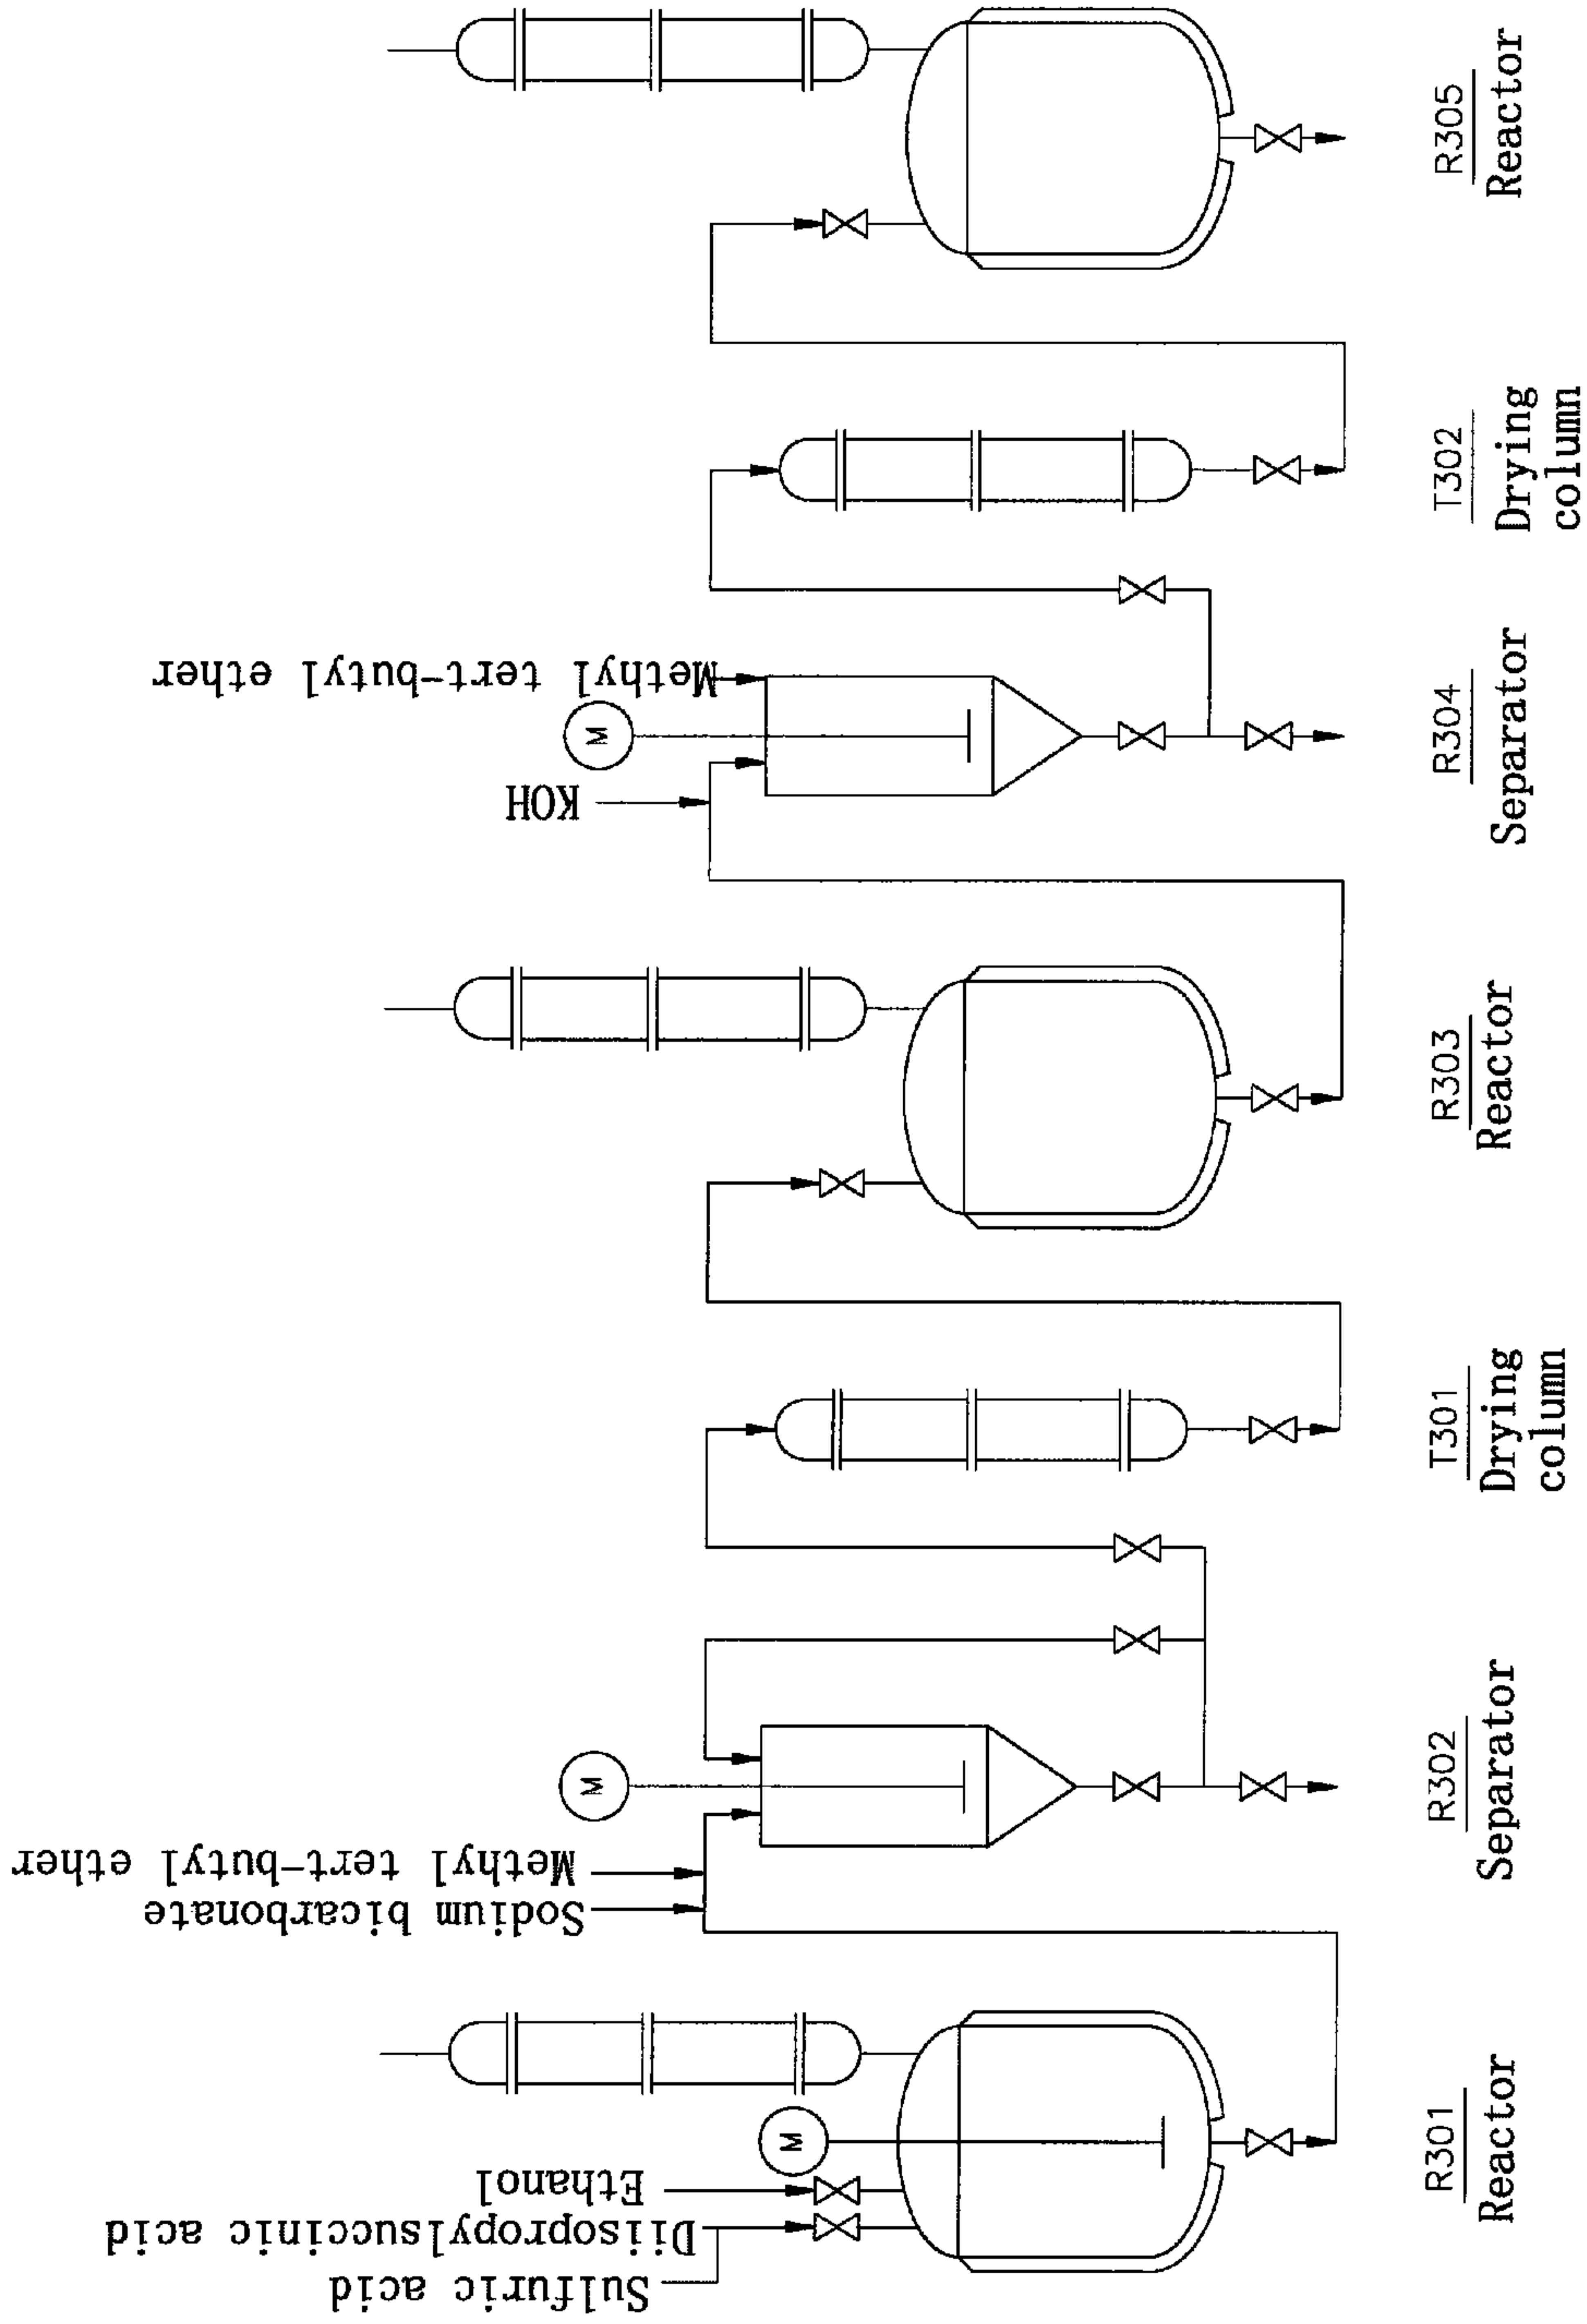 Sulfuric acid
Diisopropylsuccinic acid
Ethanol
M
Sodium bicarbonate
Methyl tert-butyl ether
M
KOH
M
Methyl tert-butyl ether
R301
Reactor
R302
Separator
T301
Drying
column
R303
Reactor
R304
Separator
T302
Drying
column
R305
Reactor